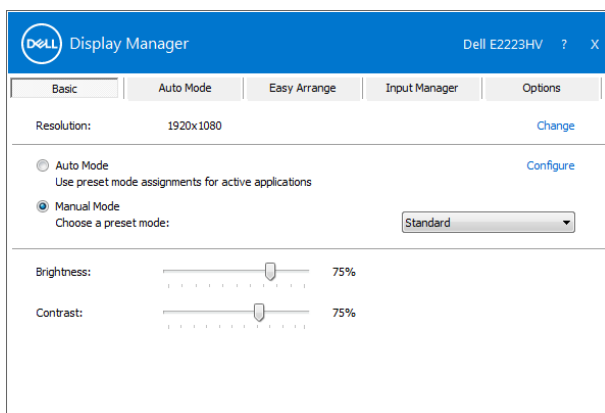 DELL Display Manager Dell E2223HV ? X
Basic Auto Mode Easy Arrange Input Manager Options
Resolution: 1920x1080 Change
Auto Mode Configure
Use preset mode assignments for active applications
Manual Mode
Choose a preset mode: Standard
Brightness: 75%
Contrast: 75%